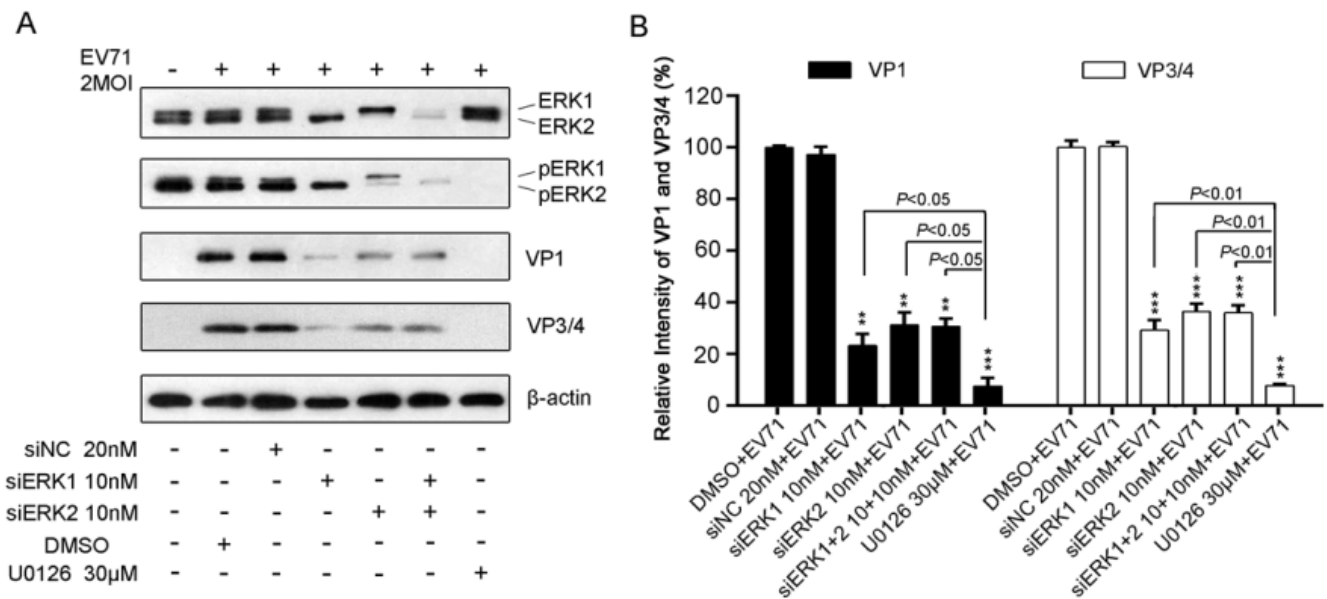 A
EV71
2MOI
- + + + + + +
ERK1
ERK2
pERK1
pERK2
VP1
VP3/4
β-actin
siNC 20nM - - + - - - -
siERK1 10nM - - - + - + -
siERK2 10nM - - - - + + -
DMSO - + - - - - -
U0126 30μM - - - - - - +
B
VP1
VP3/4
Relative Intensity of VP1 and VP3/4 (%)
120
100
80
60
40
20
0
P<0.05
P<0.05
P<0.05
**
**
**
***
P<0.01
P<0.01
P<0.01
***
***
***
***
DMSO+EV71
siNC 20nM+EV71
siERK1 10nM+EV71
siERK2 10nM+EV71
siERK1+2 10+10nM+EV71
U0126 30μM+EV71
DMSO+EV71
siNC 20nM+EV71
siERK1 10nM+EV71
siERK2 10nM+EV71
siERK1+2 10+10nM+EV71
U0126 30μM+EV71